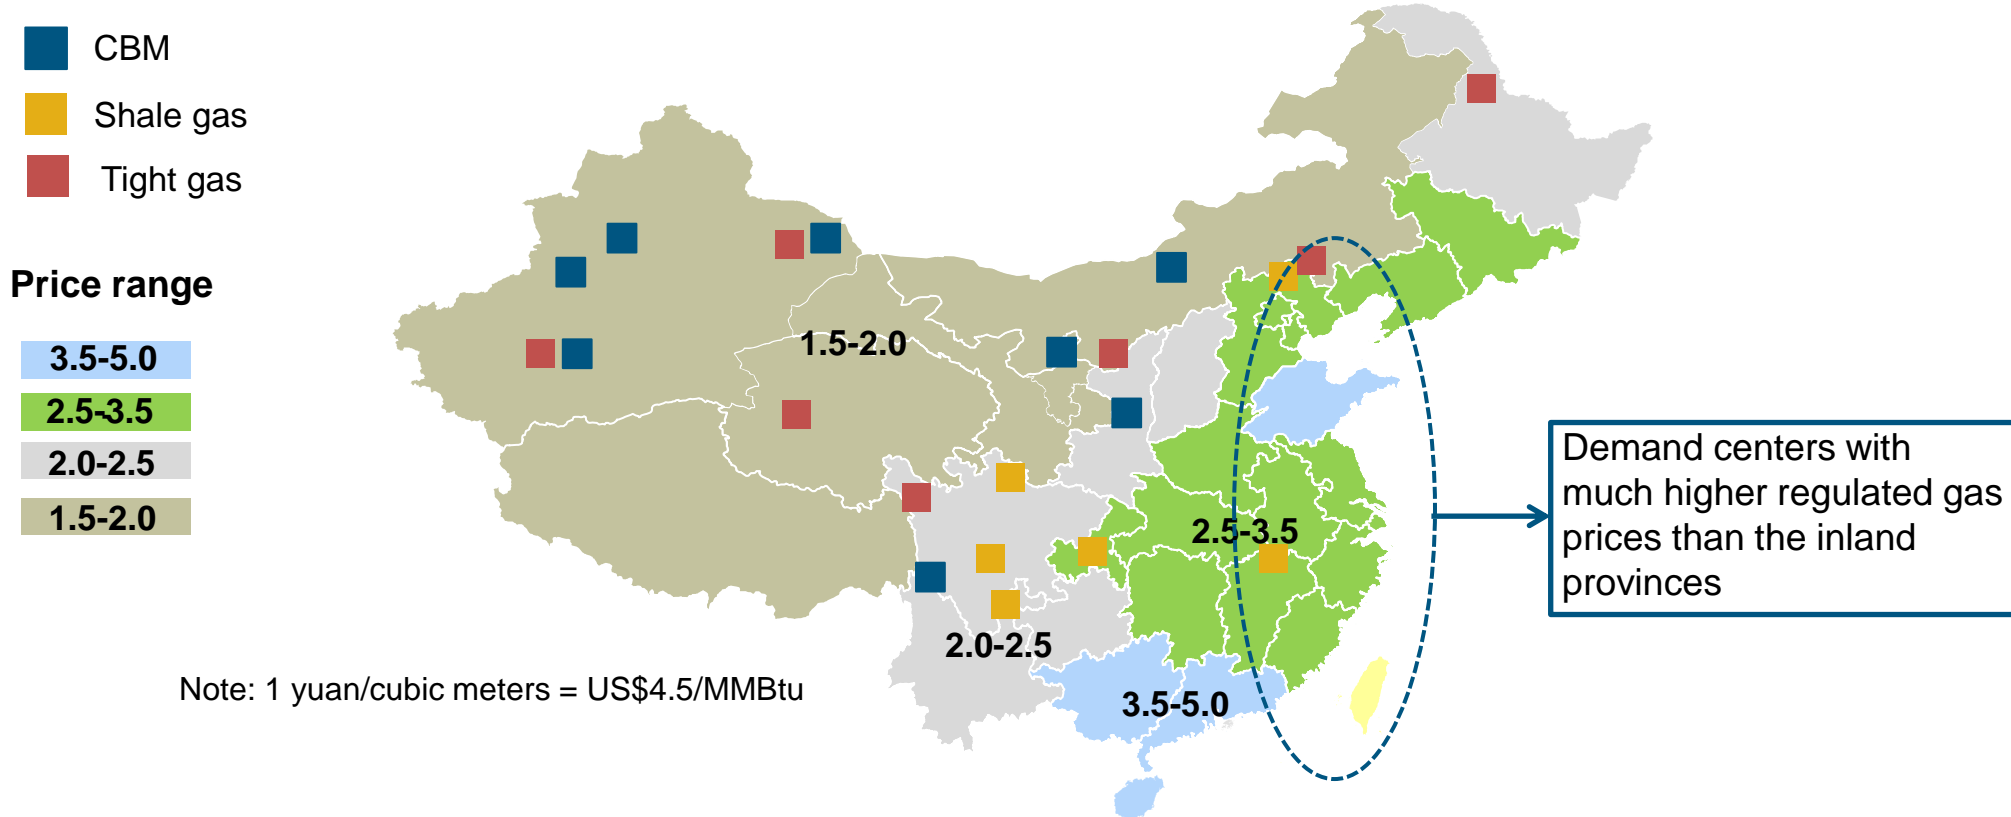 CBM
Shale gas
Tight gas
Price range
3.5-5.0
2.5-3.5
2.0-2.5
1.5-2.0
1.5-2.0
2.5-3.5
2.0-2.5
3.5-5.0
Demand centers with
much higher regulated gas
prices than the inland
provinces
Note: 1 yuan/cubic meters = US$4.5/MMBtu